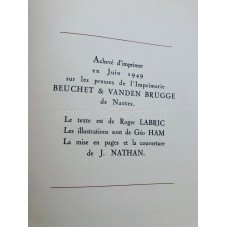 Achevé d'imprimer
en Juin 1949
sur les presses de l'Imprimerie
BEUCHET & VANDEN BRUGGE
de Nantes.
Le texte est de Roger LABRIC
Les illustrations sont de Géo HAM
La mise en pages et la couverture
de J. NATHAN.